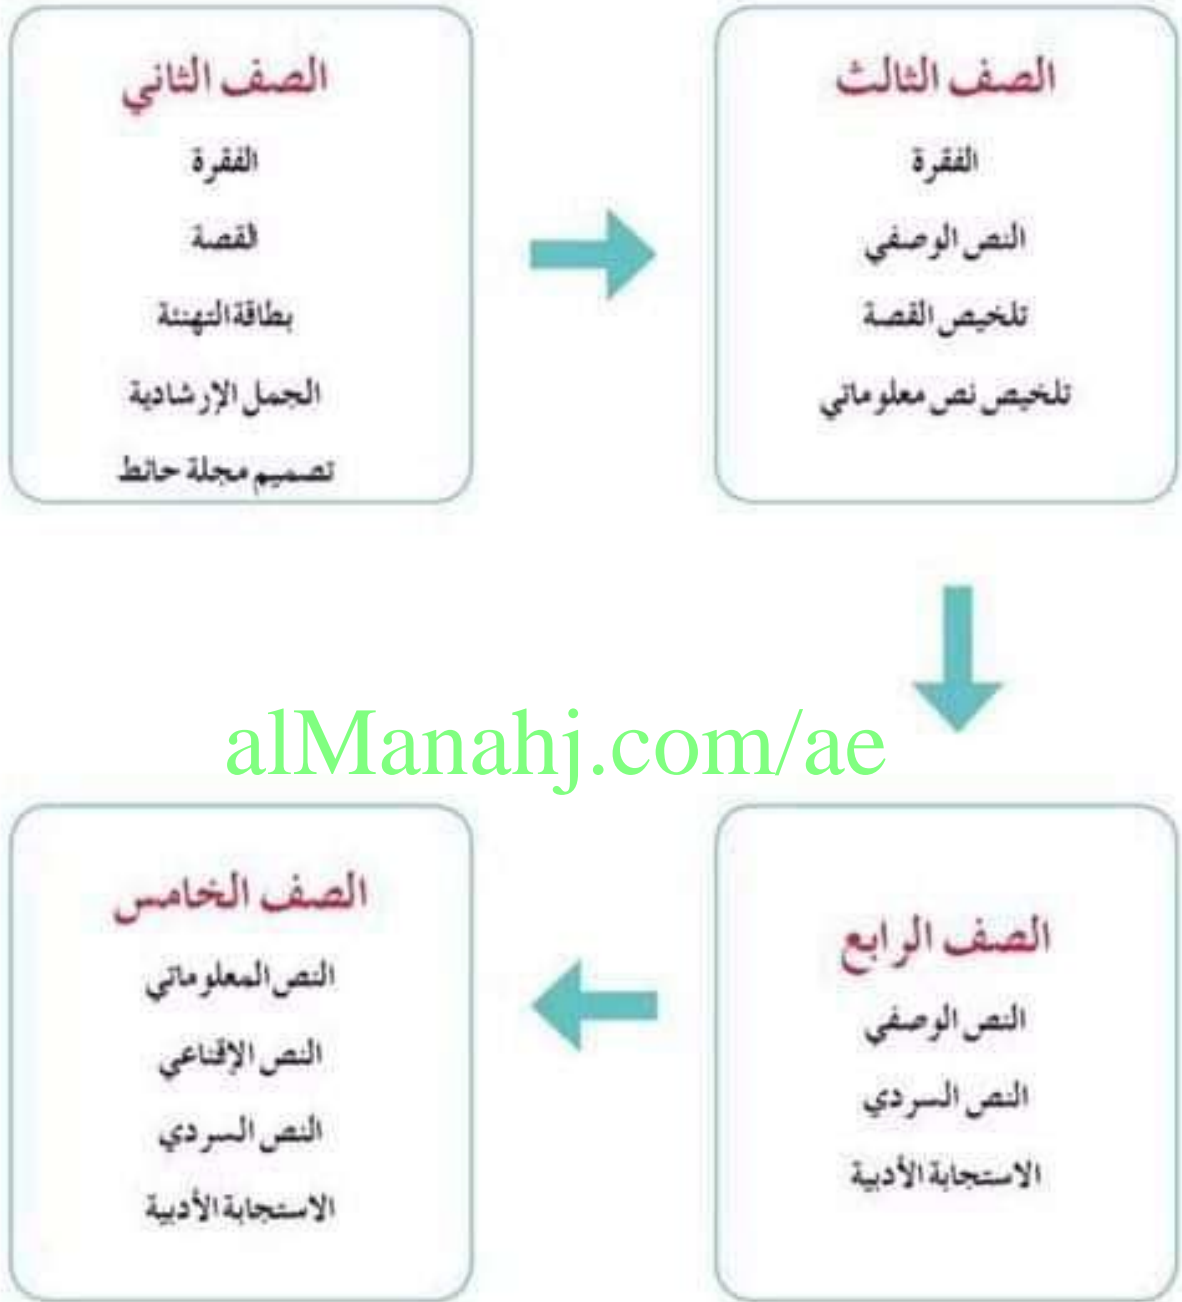 الصف الثاني
الفقرة
القصة
بطاقة التهنئة
الجمل الإرشادية
تصميم مجلة حائط
الصف الثالث
الفقرة
النص الوصفي
تلخيص القصة
تلخيص نص معلوماتي
alManahj.com/ae
الصف الرابع
النص الوصفي
النص السردي
الاستجابة الأدبية
الصف الخامس
النص المعلوماتي
النص الإقناعي
النص السردي
الاستجابة الأدبية